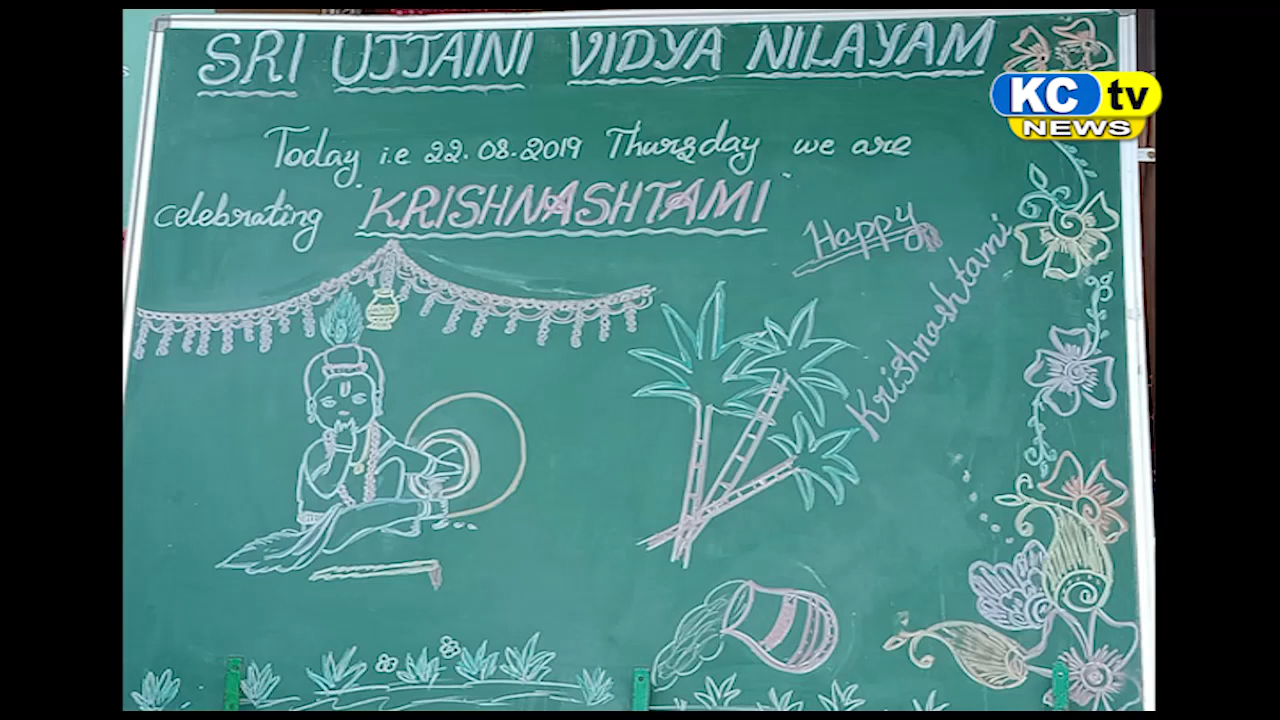 SRI UJJAINI VIDYA NILAYAM
KC tv
NEWS
Today i.e 22.08.2019 Thursday we are
celebrating KRISHNASHTAMI
Happy
Krishnashtami